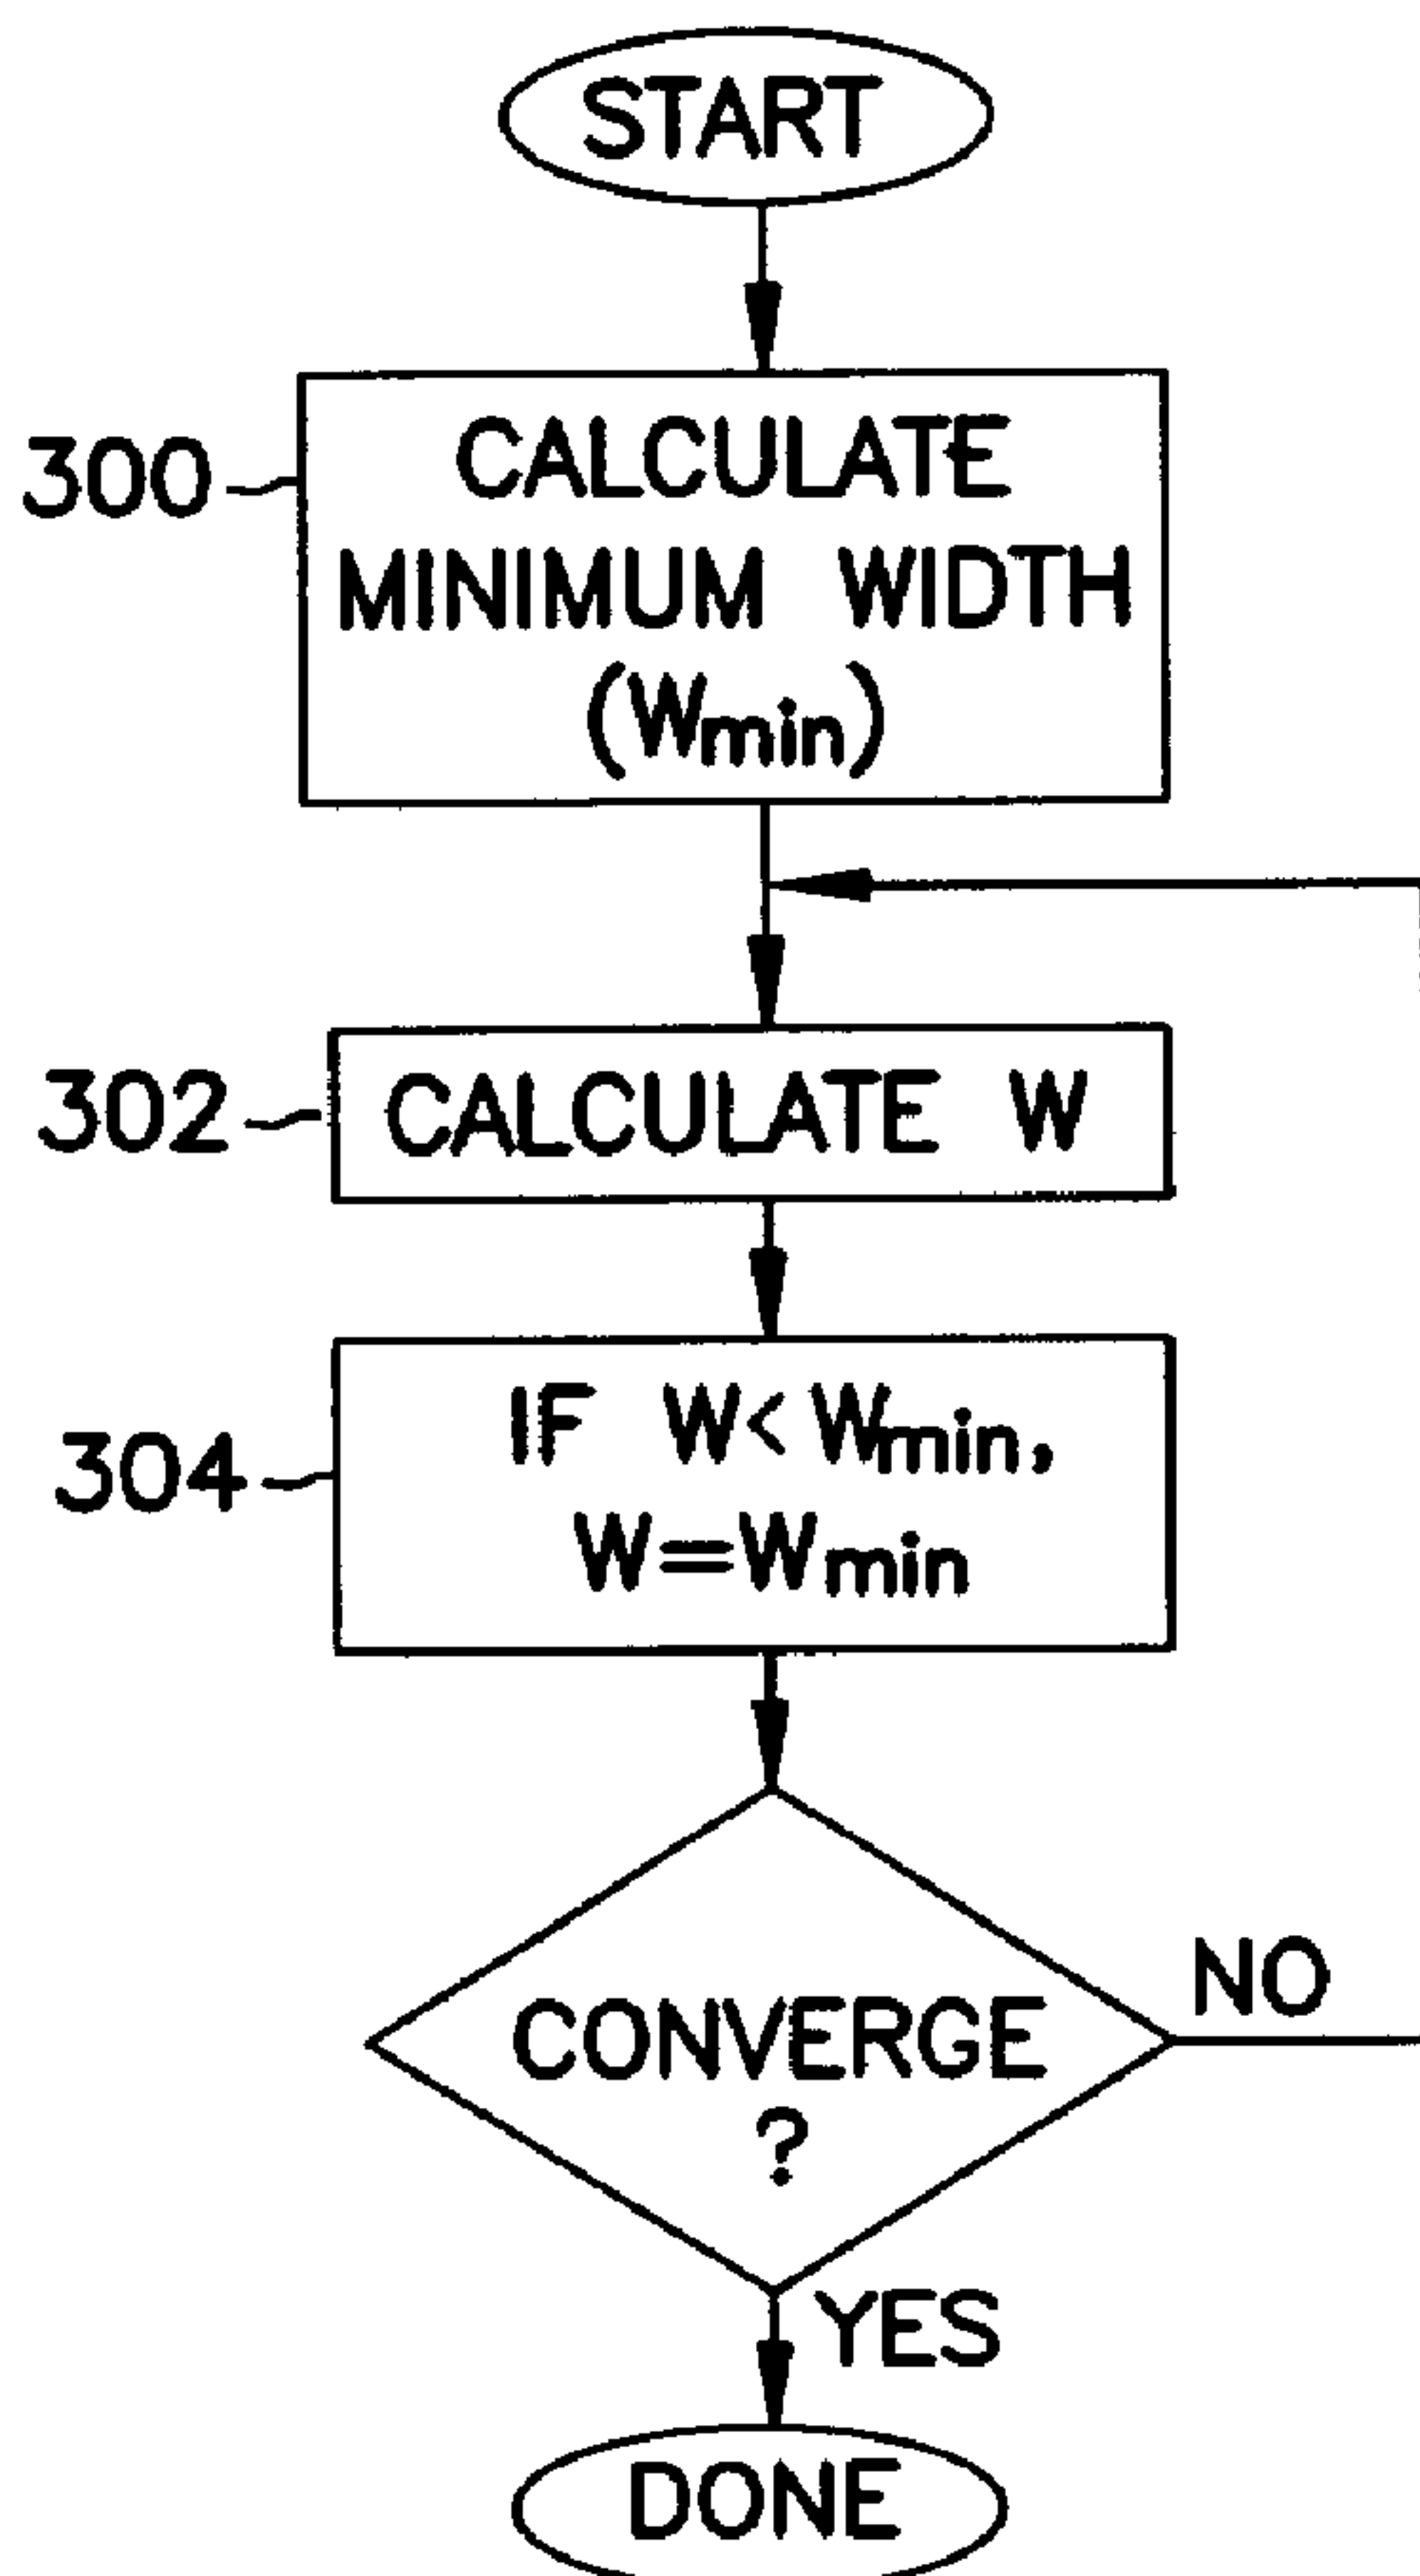 START
300
CALCULATE
MINIMUM WIDTH
(Wmin)
302
CALCULATE W
304
IF W<Wmin,
W=Wmin
CONVERGE
?
NO
YES
DONE